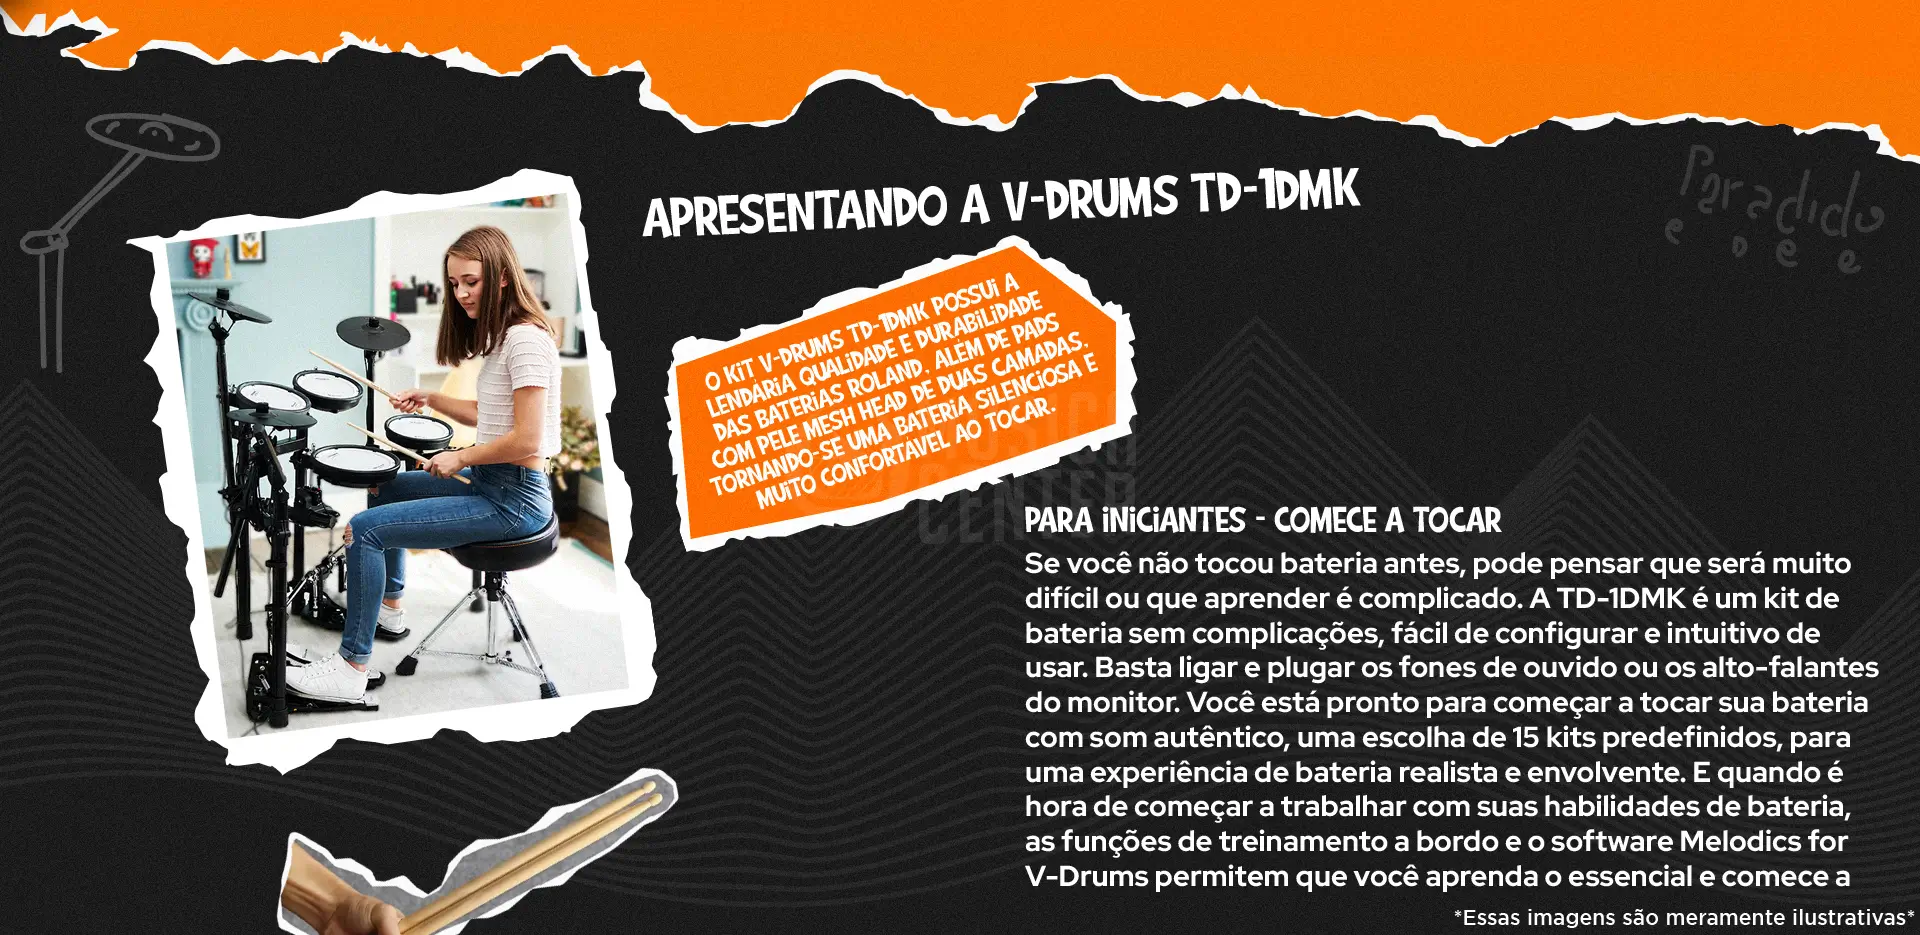 APRESENTANDO A V-DRUMS TD-1DMK
O KIT V-DRUMS TD-1DMK POSSUI A
LENDÁRIA QUALIDADE E DURABILIDADE
DAS BATERIAS ROLAND, ALÉM DE PADS
COM PELE MESH HEAD DE DUAS CAMADAS,
TORNANDO-SE UMA BATERIA SILENCIOSA E
MUITO CONFORTÁVEL AO TOCAR.
CENTER
PARA INICIANTES - COMECE A TOCAR
Se você não tocou bateria antes, pode pensar que será muito
difícil ou que aprender é complicado. A TD-1DMK é um kit de
bateria sem complicações, fácil de configurar e intuitivo de
usar. Basta ligar e plugar os fones de ouvido ou os alto-falantes
do monitor. Você está pronto para começar a tocar sua bateria
com som autêntico, uma escolha de 15 kits predefinidos, para
uma experiência de bateria realista e envolvente. E quando é
hora de começar a trabalhar com suas habilidades de bateria,
as funções de treinamento a bordo e o software Melodics for
V-Drums permitem que você aprenda o essencial e comece a
*Essas imagens são meramente ilustrativas*